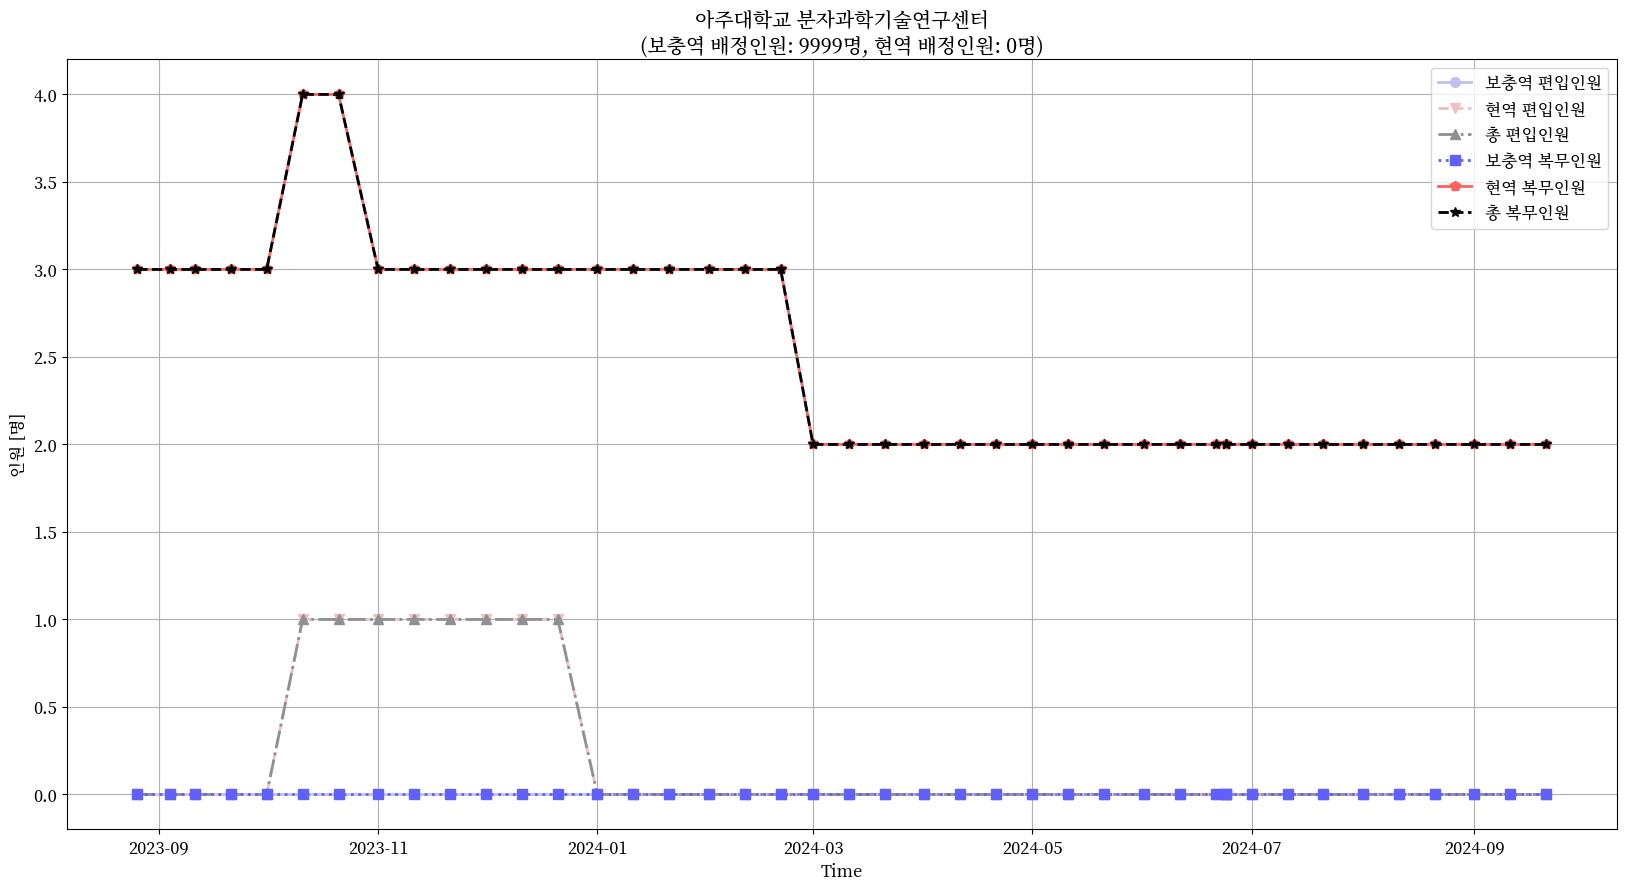 아주대학교 분자과학기술연구센터
(보충역 배정인원: 9999명, 현역 배정인원: 0명)
보충역 편입인원
현역 편입인원
총 편입인원
보충역 복무인원
현역 복무인원
총 복무인원
인원 [명]
4.0
3.5
3.0
2.5
2.0
1.5
1.0
0.5
0.0
2023-09
2023-11
2024-01
2024-03
2024-05
2024-07
2024-09
Time